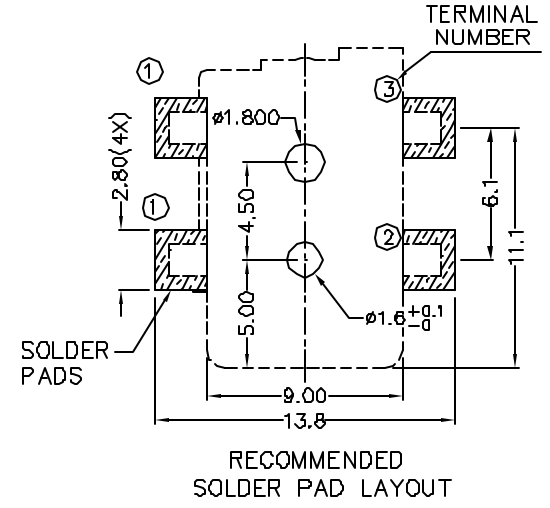 TERMINAL
NUMBER
1
3
ø1.800
2.80(4X)
6.1
4.50
11.1
1
2
5.00
ø1.6 +0.1
-0
SOLDER
PADS
9.00
13.8
RECOMMENDED
SOLDER PAD LAYOUT